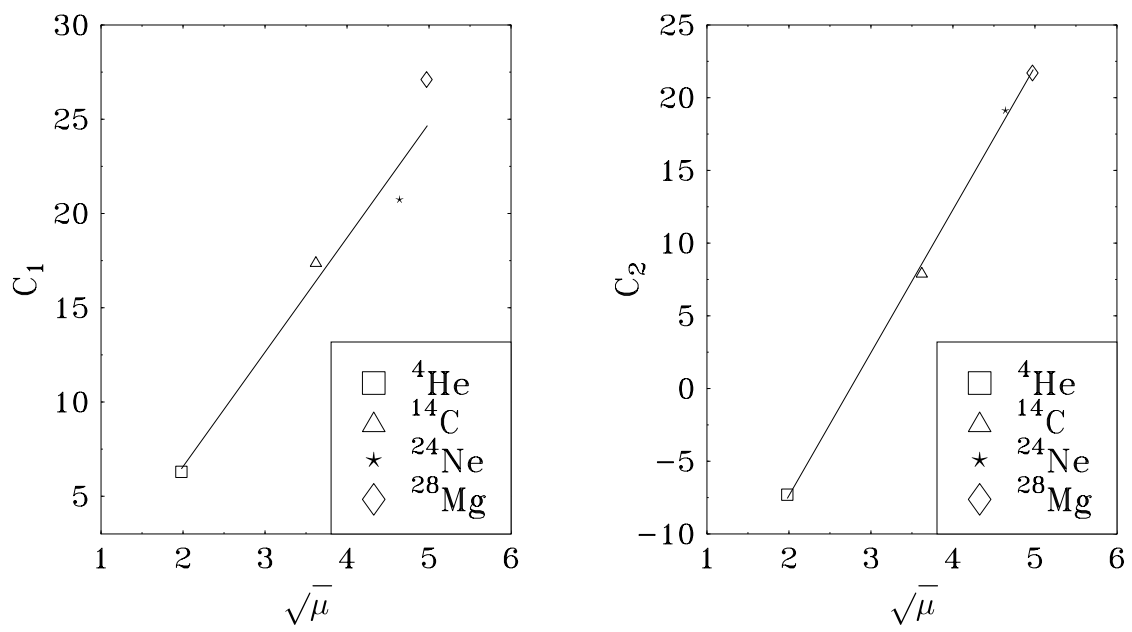 30
25
20
15
10
5
C₁
1 2 3 4 5 6
√μ̅
⁴He
¹⁴C
²⁴Ne
²⁸Mg
25
20
15
10
5
0
−5
−10
C₂
1 2 3 4 5 6
√μ̅
⁴He
¹⁴C
²⁴Ne
²⁸Mg